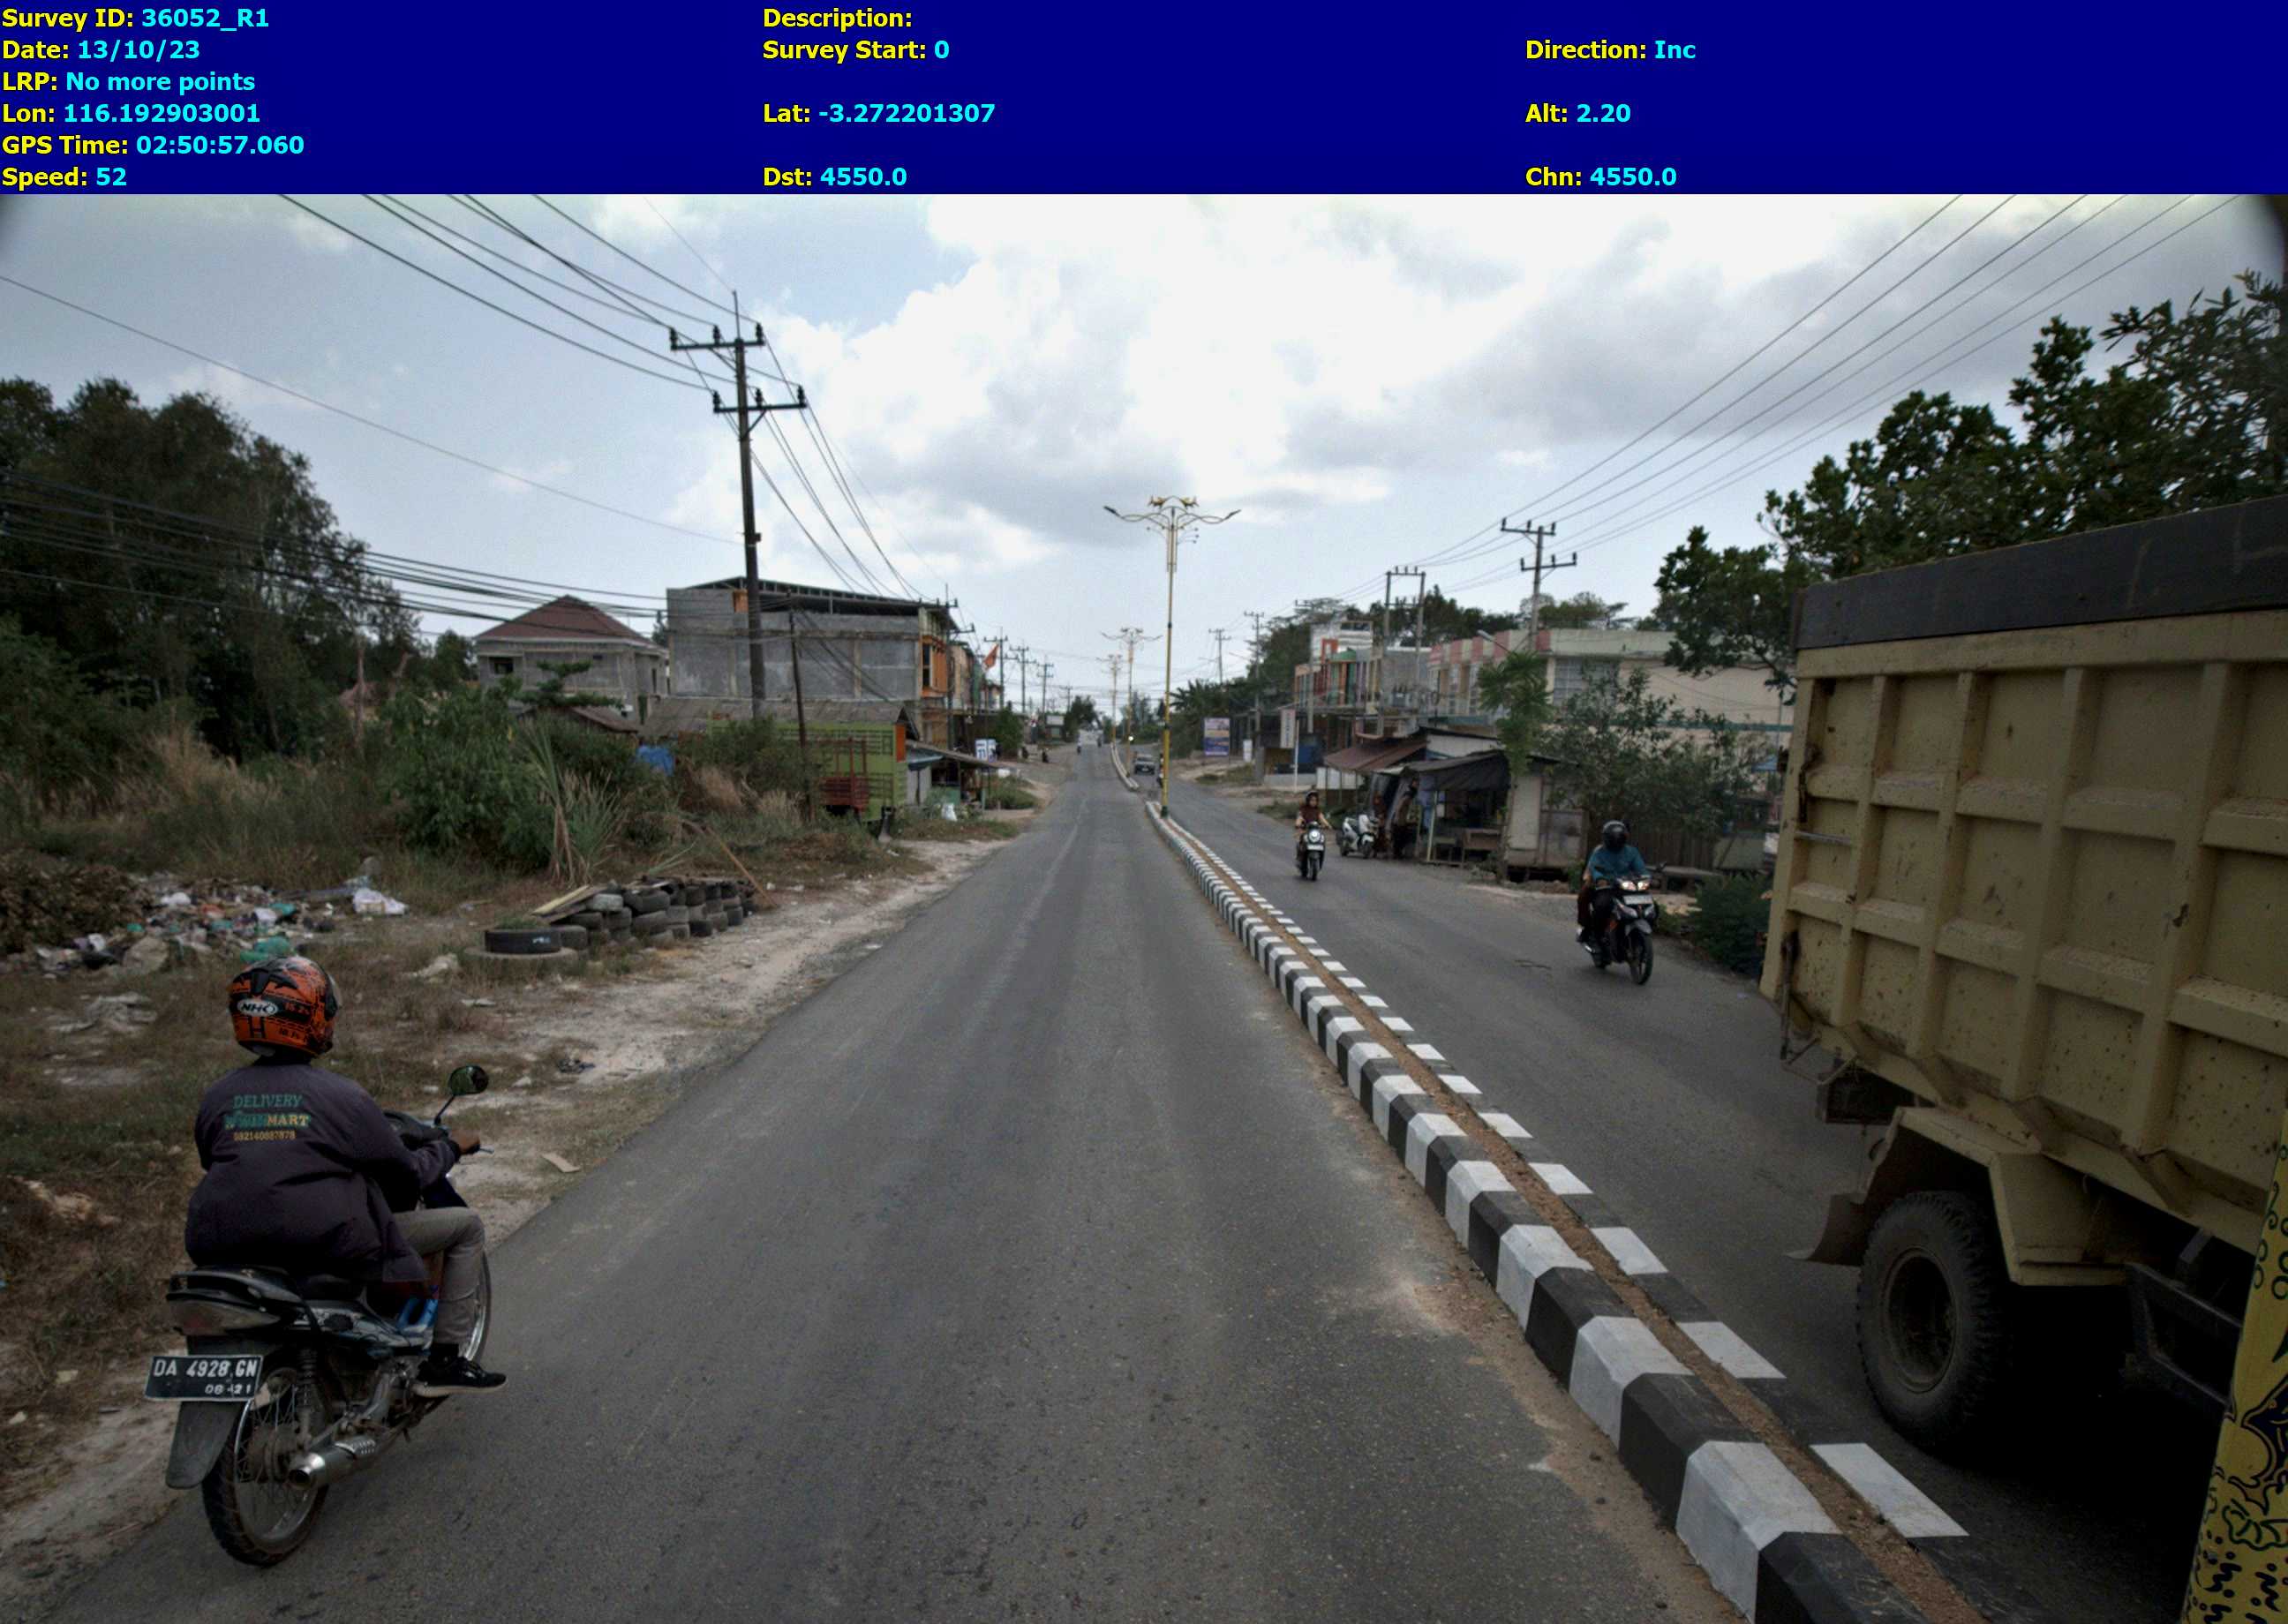 Survey ID: 36052_R1
Description:
Date: 13/10/23
Survey Start: 0
Direction: Inc
LRP: No more points
Lon: 116.192903001
Lat: -3.272201307
Alt: 2.20
GPS Time: 02:50:57.060
Speed: 52
Dst: 4550.0
Chn: 4550.0
NHK
DELIVERY
MART
DA 4928 GN
08-21